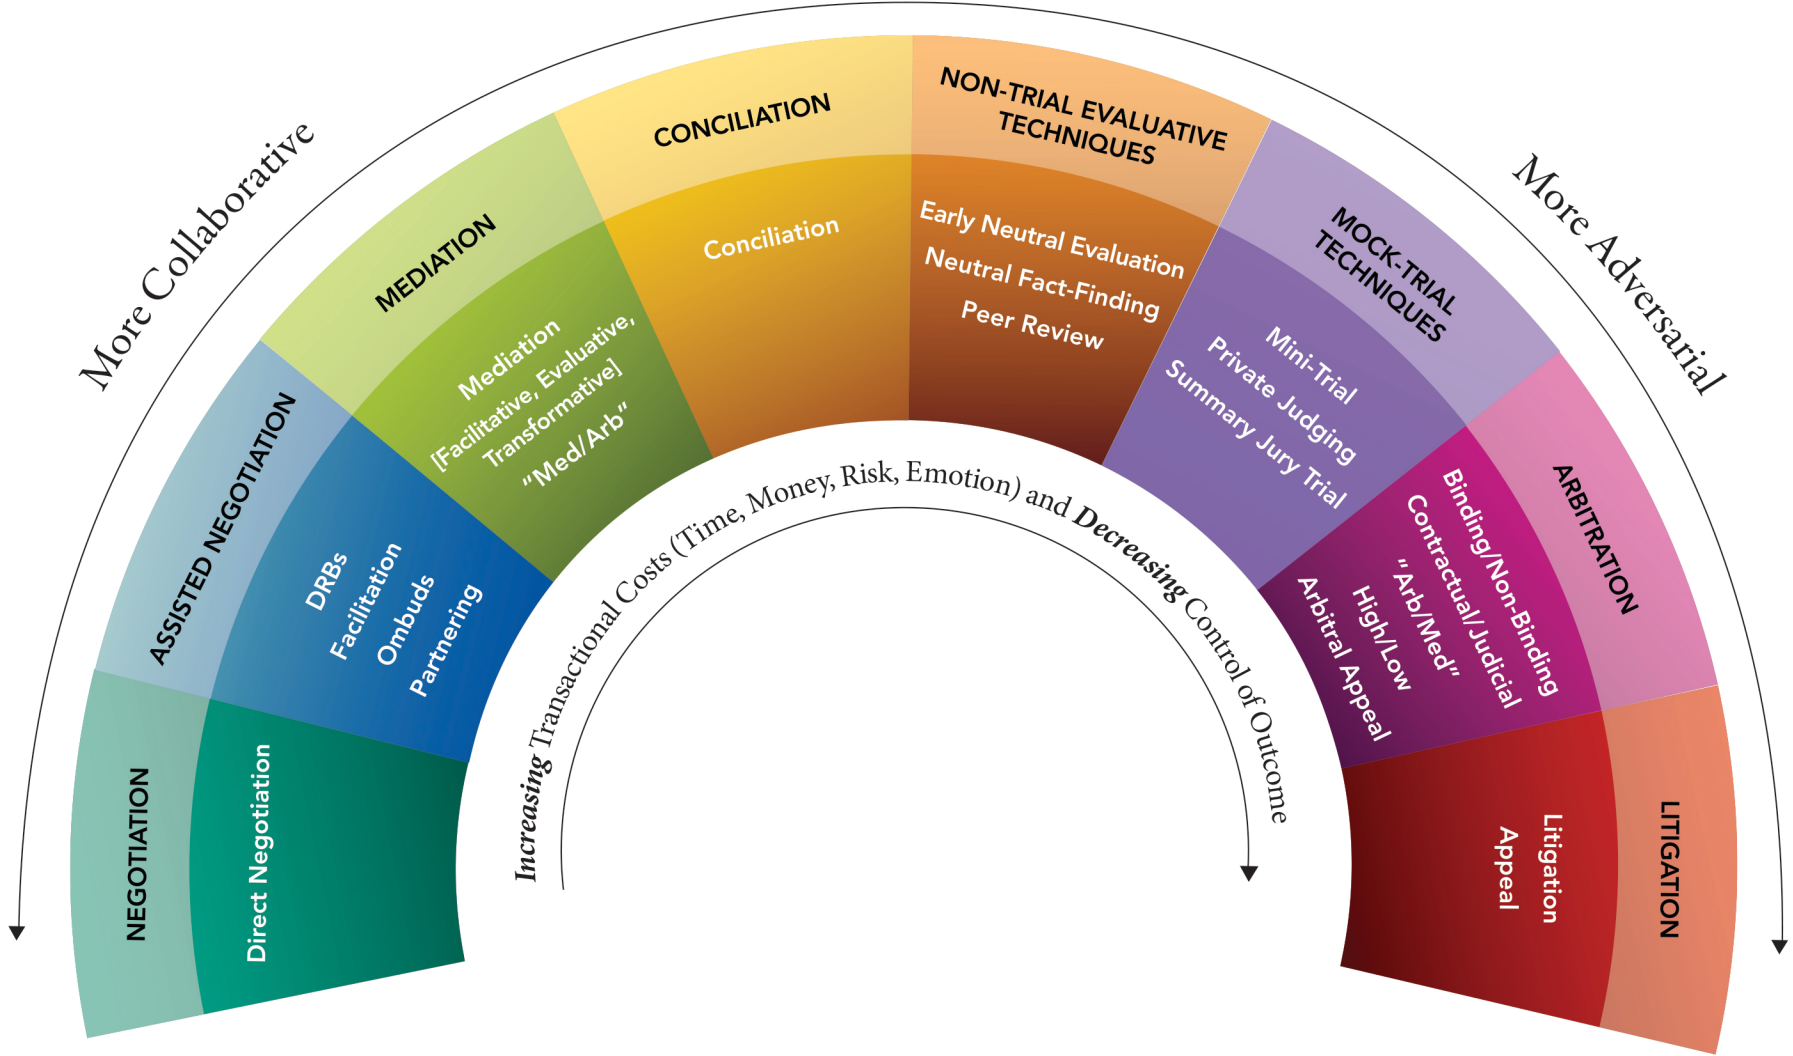 More Collaborative
More Adversarial
NEGOTIATION
Direct Negotiation
ASSISTED NEGOTIATION
DRBs
Facilitation
Ombuds
Partnering
MEDIATION
Mediation
[Facilitative, Evaluative,
Transformative]
“Med/Arb”
CONCILIATION
Conciliation
NON-TRIAL EVALUATIVE
TECHNIQUES
Early Neutral Evaluation
Neutral Fact-Finding
Peer Review
MOCK-TRIAL
TECHNIQUES
Mini-Trial
Private Judging
Summary Jury Trial
ARBITRATION
Binding/Non-Binding
Contractual/Judicial
“Arb/Med”
High/Low
Arbitral Appeal
LITIGATION
Litigation
Appeal
Increasing Transactional Costs (Time, Money, Risk, Emotion) and Decreasing Control of Outcome